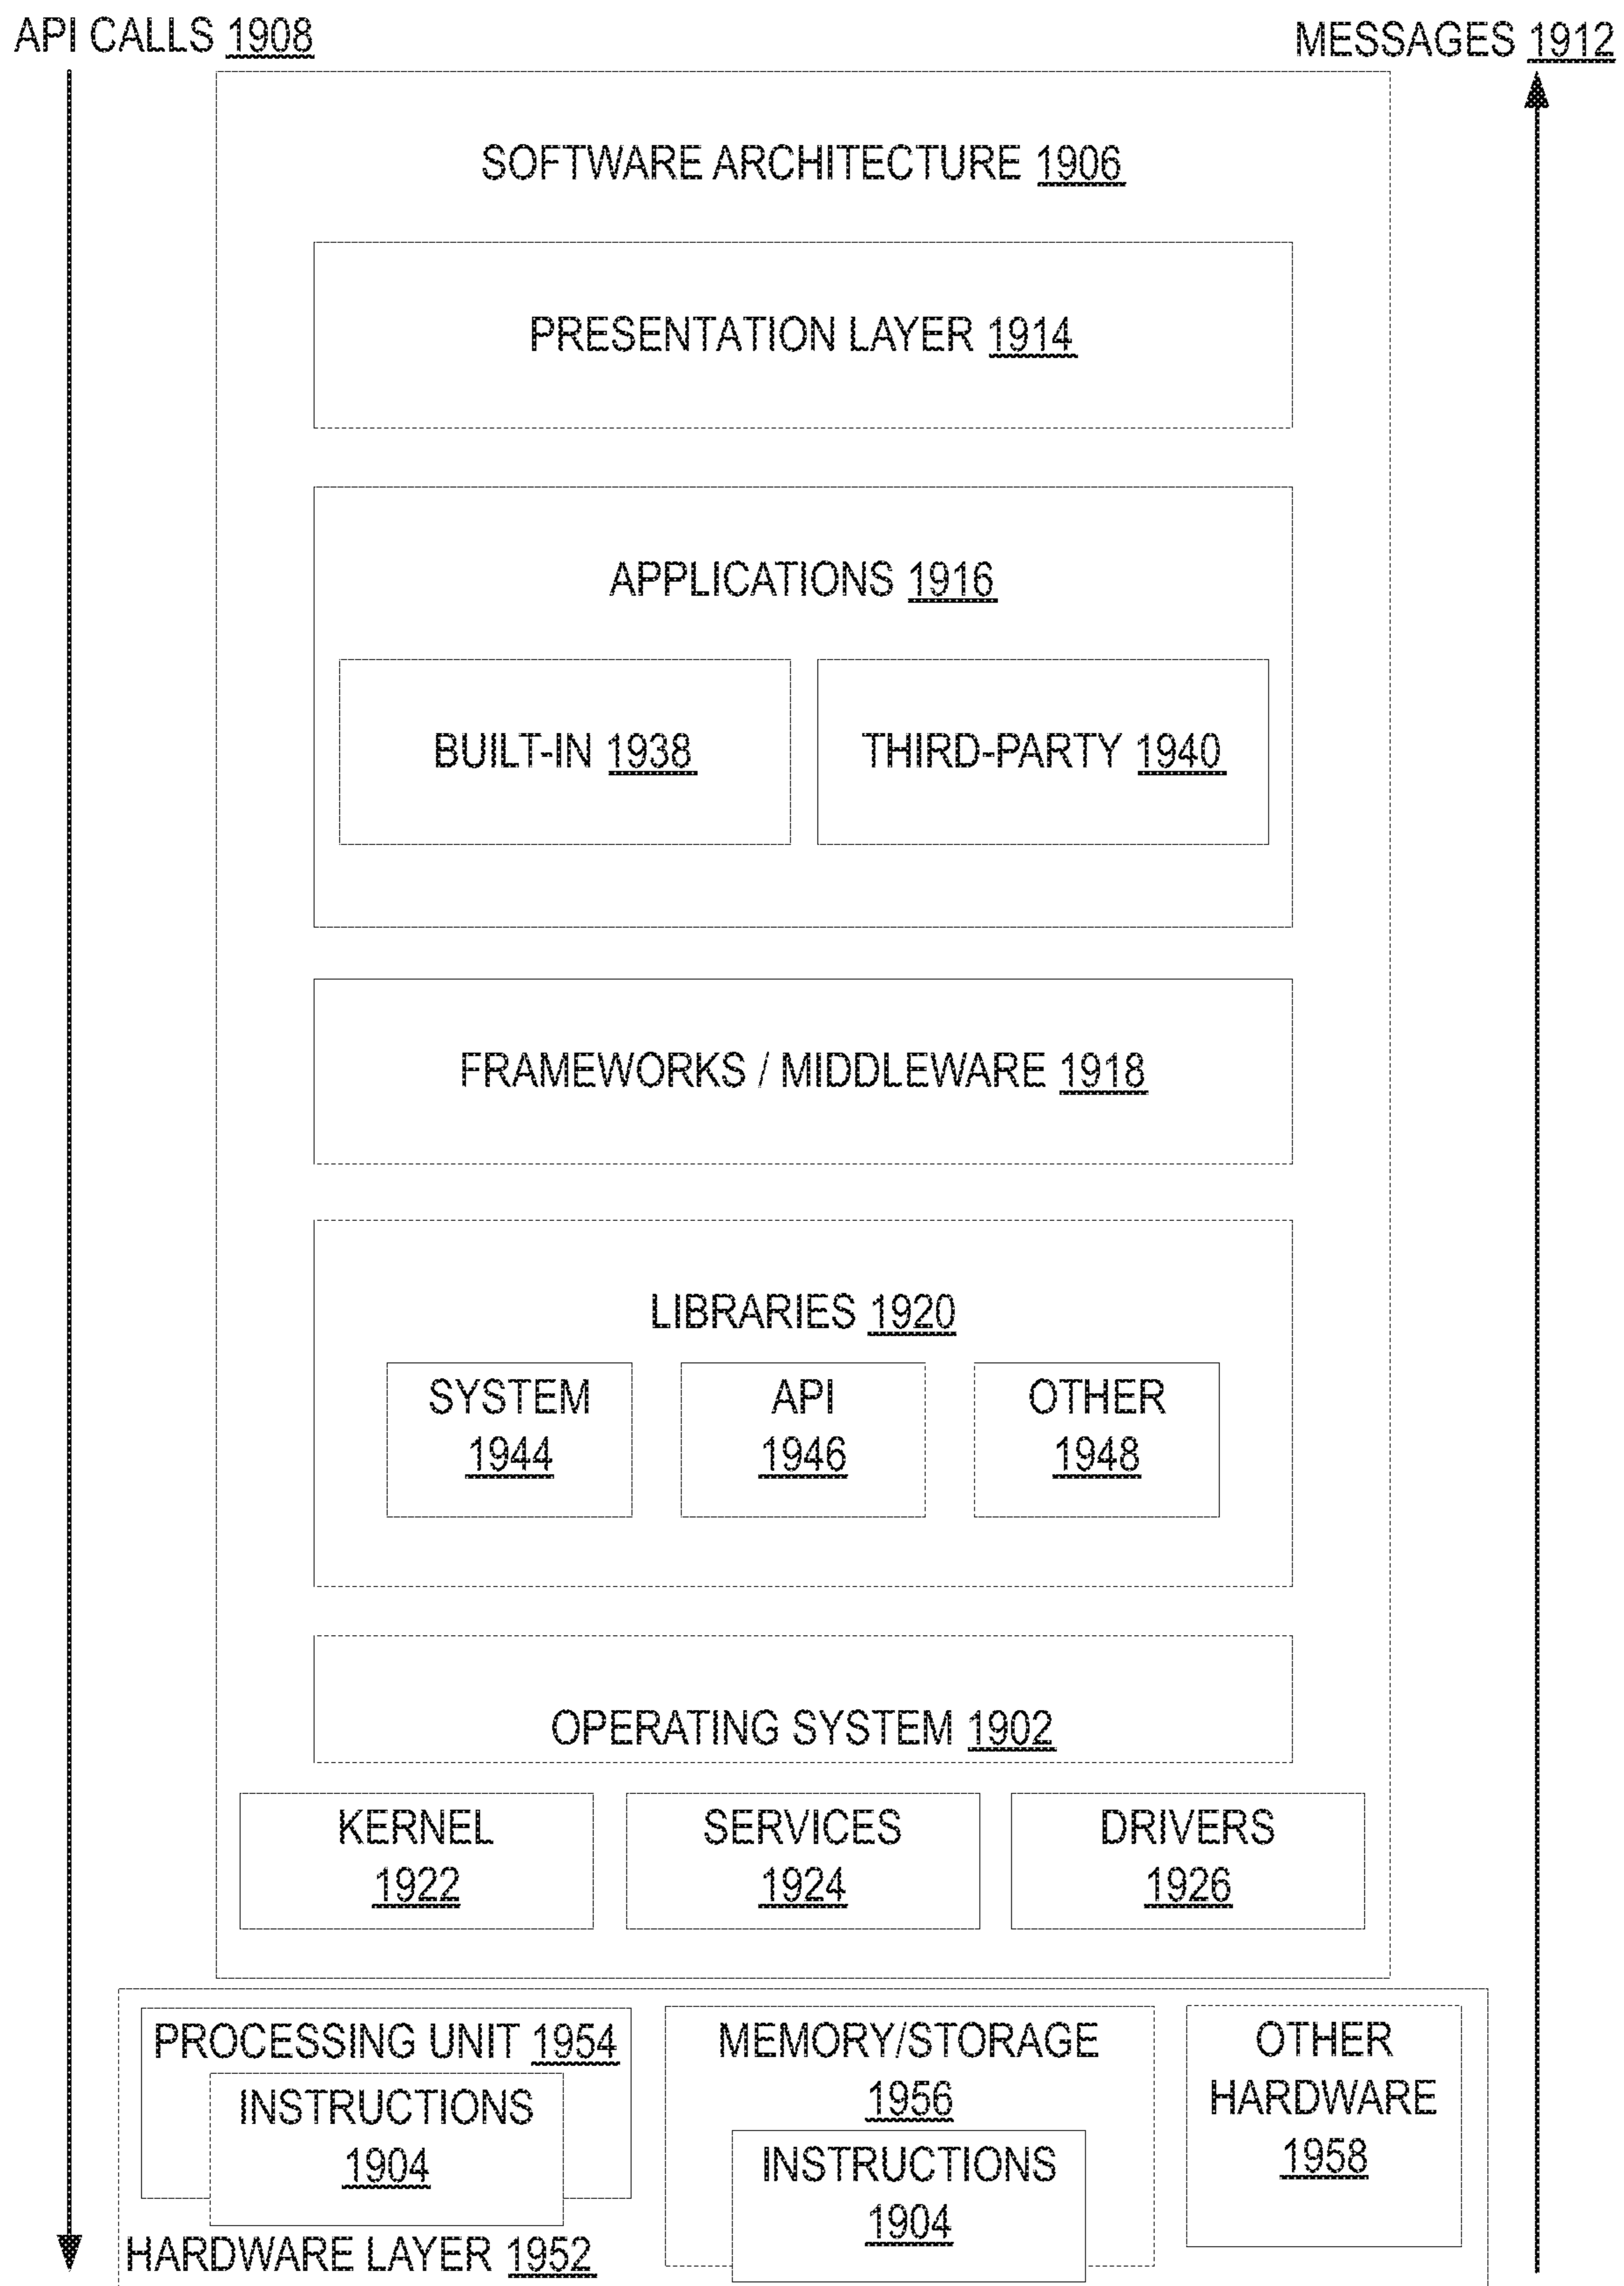 API CALLS 1908
MESSAGES 1912
SOFTWARE ARCHITECTURE 1906
PRESENTATION LAYER 1914
APPLICATIONS 1916
BUILT-IN 1938
THIRD-PARTY 1940
FRAMEWORKS / MIDDLEWARE 1918
LIBRARIES 1920
SYSTEM
1944
API
1946
OTHER
1948
OPERATING SYSTEM 1902
KERNEL
1922
SERVICES
1924
DRIVERS
1926
PROCESSING UNIT 1954
INSTRUCTIONS
1904
MEMORY/STORAGE
1956
INSTRUCTIONS
1904
OTHER
HARDWARE
1958
HARDWARE LAYER 1952